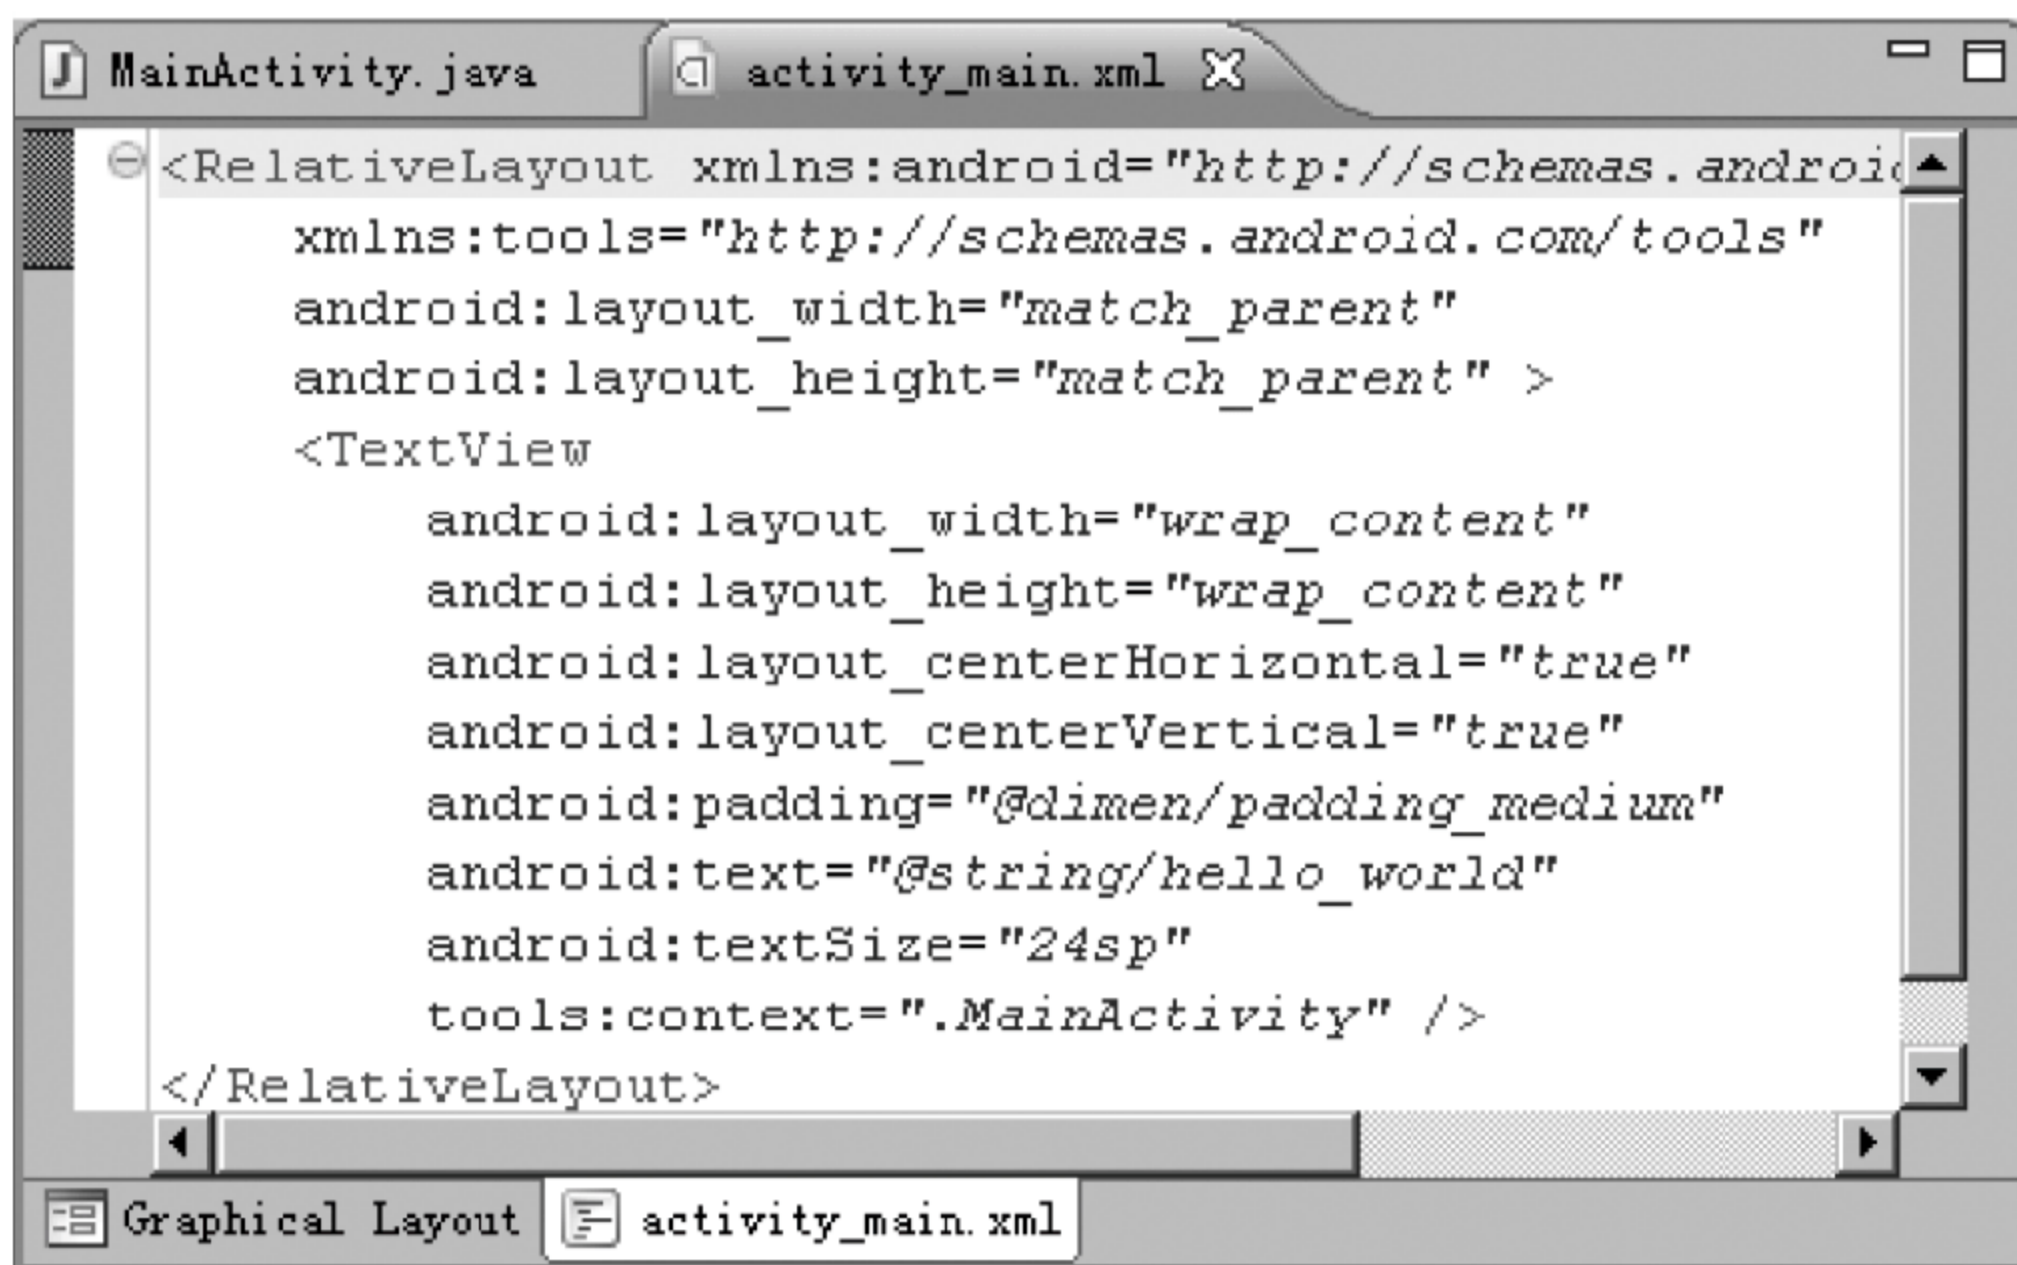 MainActivity.java activity_main.xml
<RelativeLayout xmlns:android="http://schemas.androi
xmlns:tools="http://schemas.android.com/tools"
android:layout_width="match_parent"
android:layout_height="match_parent" >
<TextView
android:layout_width="wrap_content"
android:layout_height="wrap_content"
android:layout_centerHorizontal="true"
android:layout_centerVertical="true"
android:padding="@dimen/padding_medium"
android:text="@string/hello_world"
android:textSize="24sp"
tools:context=".MainActivity" />
</RelativeLayout>
Graphical Layout activity_main.xml